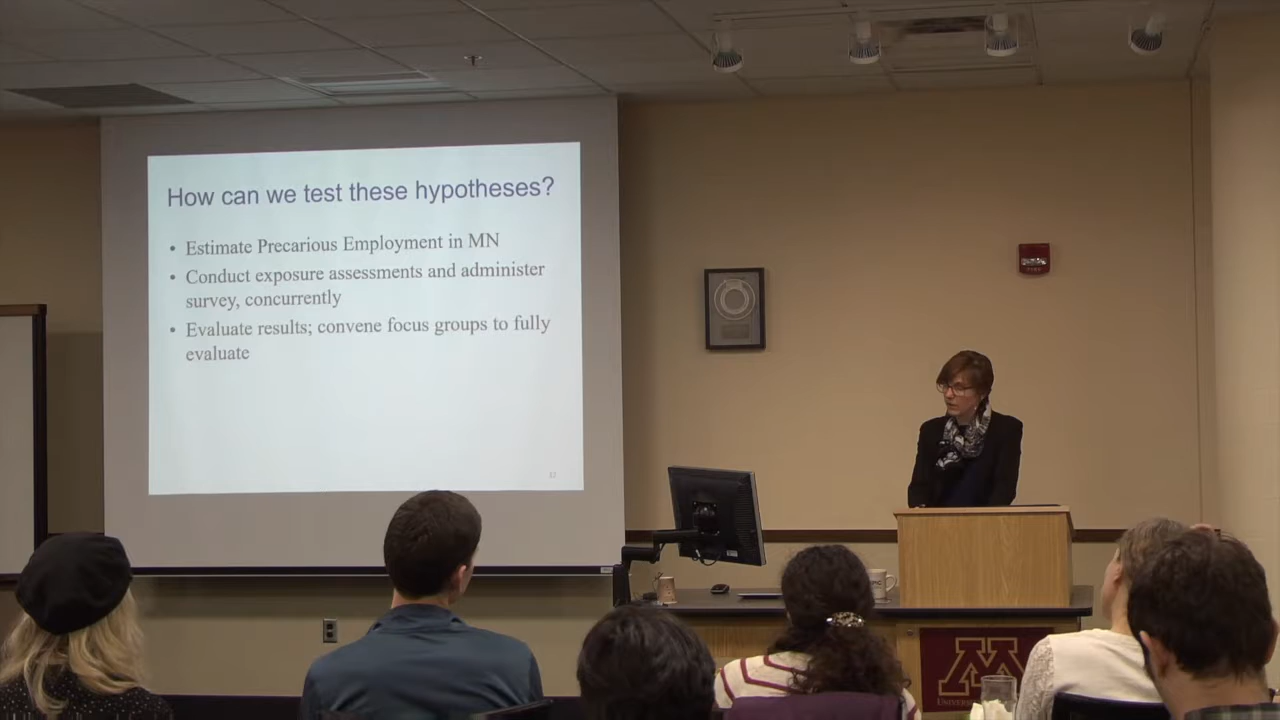 How can we test these hypotheses?
• Estimate Precarious Employment in MN
• Conduct exposure assessments and administer
survey, concurrently
• Evaluate results; convene focus groups to fully
evaluate
FIRE
M